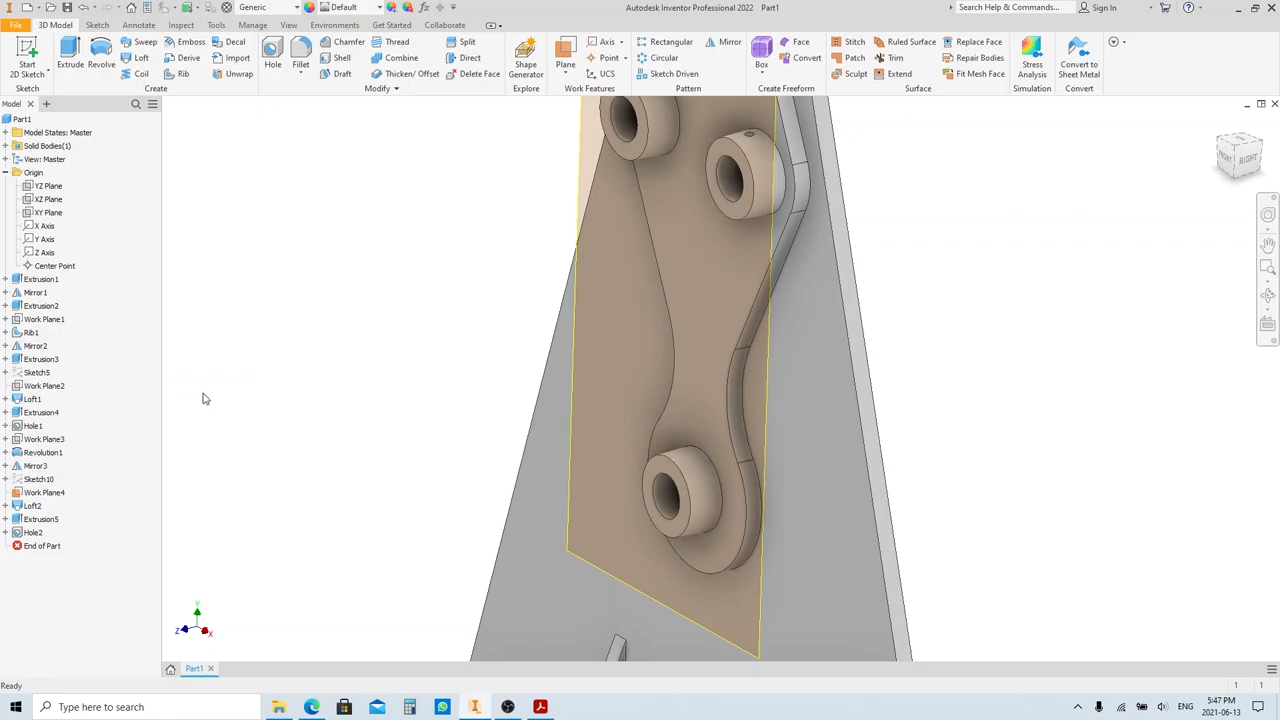 Generic
Default
Autodesk Inventor Professional 2022 Part1
Search Help & Commands...
Sign In
File
3D Model
Sketch
Annotate
Inspect
Tools
Manage
View
Environments
Get Started
Collaborate
Start
2D Sketch
Sketch
Extrude
Revolve
Sweep
Loft
Coil
Emboss
Derive
Rib
Decal
Import
Unwrap
Create
Hole
Fillet
Chamfer
Shell
Draft
Thread
Combine
Thicken/ Offset
Split
Direct
Delete Face
Modify
Shape
Generator
Explore
Plane
Axis
Point
UCS
Work Features
Rectangular
Circular
Sketch Driven
Mirror
Pattern
Box
Face
Convert
Create Freeform
Stitch
Patch
Sculpt
Ruled Surface
Trim
Extend
Replace Face
Repair Bodies
Fit Mesh Face
Surface
Stress
Analysis
Simulation
Convert to
Sheet Metal
Convert
Model
Part1
Model States: Master
Solid Bodies(1)
View: Master
Origin
YZ Plane
XZ Plane
XY Plane
X Axis
Y Axis
Z Axis
Center Point
Extrusion1
Mirror1
Extrusion2
Work Plane1
Rib1
Mirror2
Extrusion3
Sketch5
Work Plane2
Loft1
Extrusion4
Hole1
Work Plane3
Revolution1
Mirror3
Sketch10
Work Plane4
Loft2
Extrusion5
Hole2
End of Part
FRONT
RIGHT
Y
Z
X
Part1
Ready
1
1
Type here to search
ENG
5:47 PM
2021-06-13